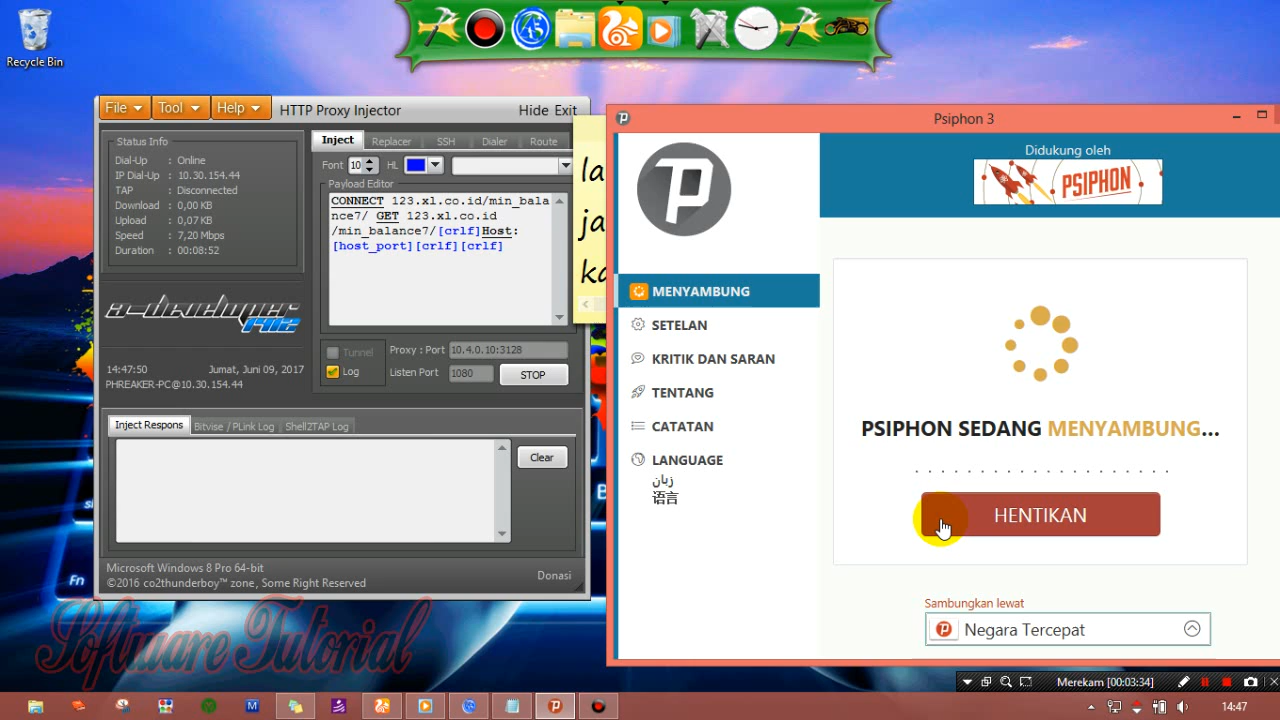 Recycle Bin
File
Tool
Help
HTTP Proxy Injector
Hide Exit
Status Info
Dial-Up : Online
IP Dial-Up : 10.30.154.44
TAP : Disconnected
Download : 0,00 KB
Upload : 0,07 KB
Speed : 7,20 Mbps
Duration : 00:08:52
a-developer
1412
14:47:50 Jumat, Juni 09, 2017
PHREAKER-PC@10.30.154.44
Inject Replacer SSH Dialer Route
Font 10 HL
Payload Editor
CONNECT 123.xl.co.id/min_bala
nce7/ GET 123.xl.co.id
/min_balance7/[crlf]Host:
[host_port][crlf][crlf]
Tunnel
Log
Proxy : Port 10.4.0.10:3128
Listen Port 1080 STOP
Inject Respons Bitvise / PLink Log Shell2TAP Log
Clear
Microsoft Windows 8 Pro 64-bit
©2016 co2thunderboy™ zone, Some Right Reserved
Donasi
la
ja
ka
Psiphon 3
Didukung oleh
PSIPHON
MENYAMBUNG
SETELAN
KRITIK DAN SARAN
TENTANG
CATATAN
LANGUAGE
زبان
语言
PSIPHON SEDANG MENYAMBUNG...
HENTIKAN
Sambungkan lewat
Negara Tercepat
Fn
Software Tutorial
Merekam [00:03:34]
14:47